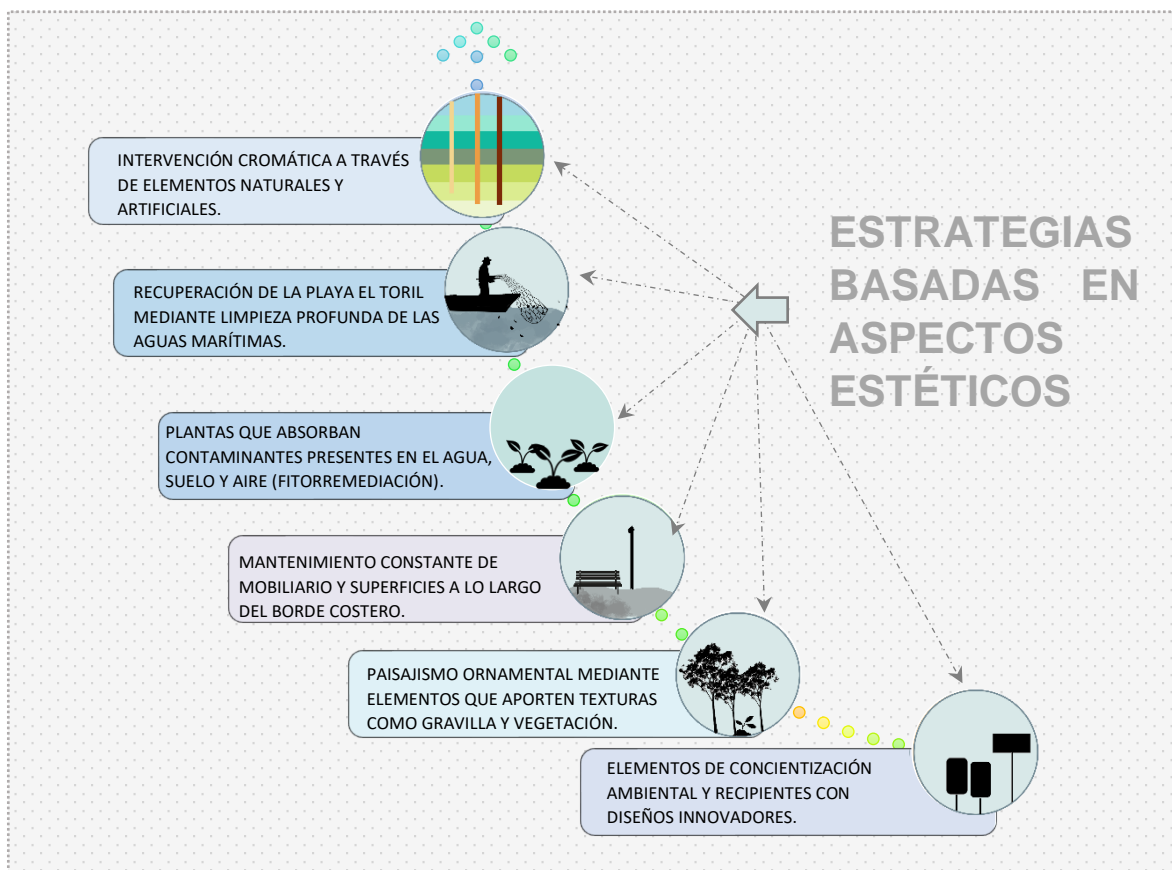 ESTRATEGIAS
BASADAS EN
ASPECTOS
ESTÉTICOS
INTERVENCIÓN CROMÁTICA A TRAVÉS
DE ELEMENTOS NATURALES Y
ARTIFICIALES.
RECUPERACIÓN DE LA PLAYA EL TORIL
MEDIANTE LIMPIEZA PROFUNDA DE LAS
AGUAS MARÍTIMAS.
PLANTAS QUE ABSORBAN
CONTAMINANTES PRESENTES EN EL AGUA,
SUELO Y AIRE (FITORREMEDIACIÓN).
MANTENIMIENTO CONSTANTE DE
MOBILIARIO Y SUPERFICIES A LO LARGO
DEL BORDE COSTERO.
PAISAJISMO ORNAMENTAL MEDIANTE
ELEMENTOS QUE APORTEN TEXTURAS
COMO GRAVILLA Y VEGETACIÓN.
ELEMENTOS DE CONCIENTIZACIÓN
AMBIENTAL Y RECIPIENTES CON
DISEÑOS INNOVADORES.